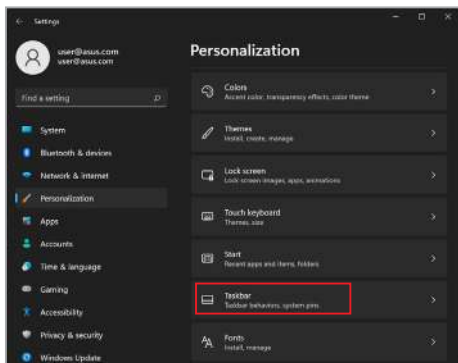 Settings
user@asus.com
user@asus.com
Find a setting
System
Bluetooth & devices
Network & internet
Personalization
Apps
Accounts
Time & language
Gaming
Accessibility
Privacy & security
Windows Update
Personalization
Colors
Accent color, transparency effects, color theme
Themes
Install, create, manage
Lock screen
Lock screen images, apps, animations
Touch keyboard
Themes, size
Start
Recent apps and items, folders
Taskbar
Taskbar behaviors, system pins
Fonts
Install, manage